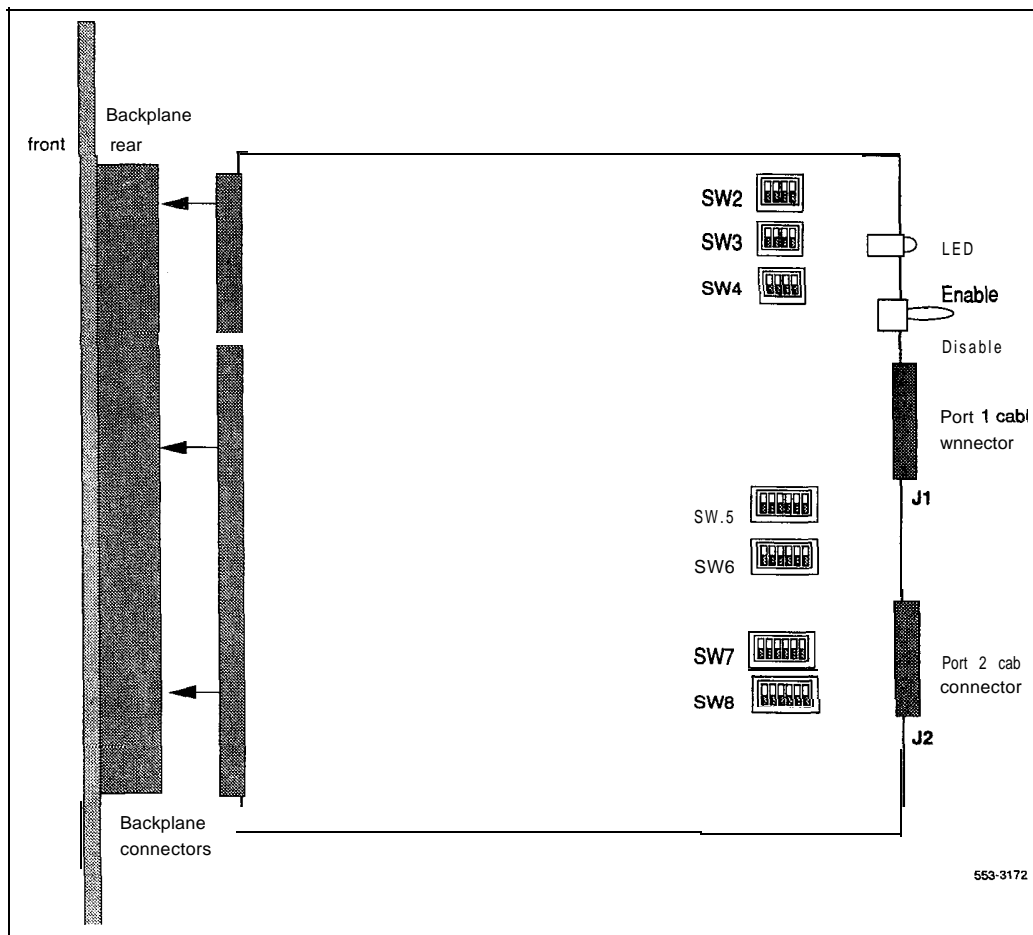 Backplane
front rear
SW2
SW3
LED
SW4
Enable
Disable
Port 1 cabl
wnnector
J1
SW.5
SW6
SW7
Port 2 cab
connector
SW8
J2
Backplane
connectors
553-3172